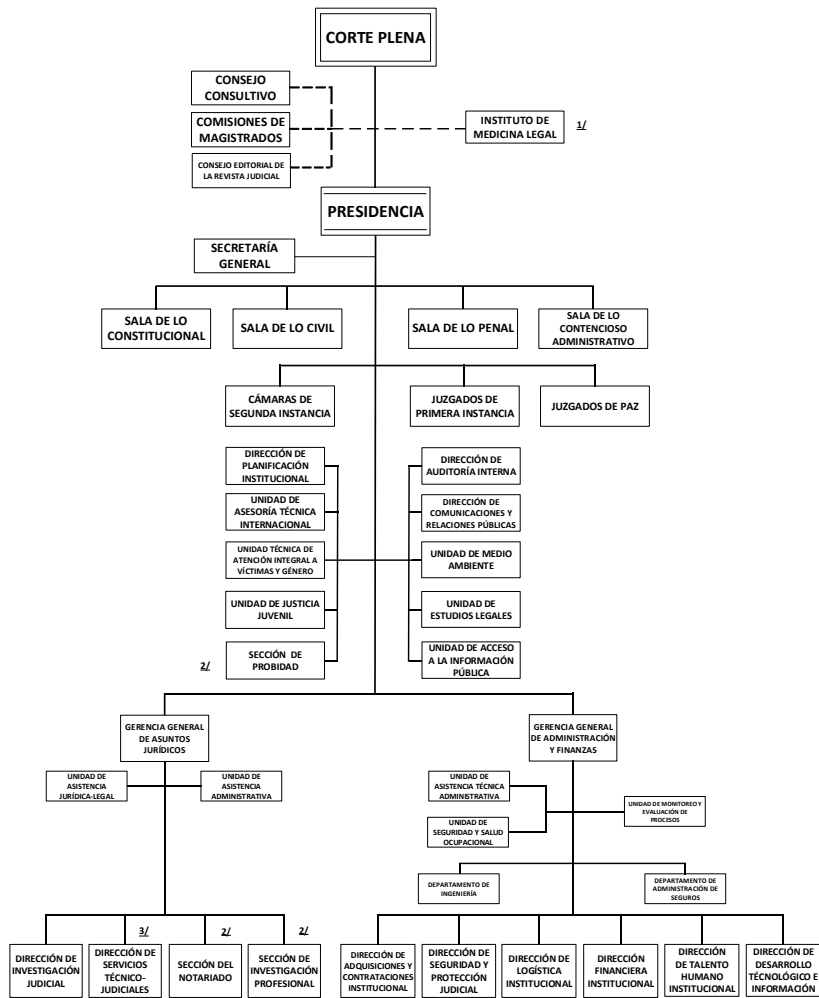 CORTE PLENA
CONSEJO
CONSULTIVO
COMISIONES DE
MAGISTRADOS
CONSEJO EDITORIAL DE
LA REVISTA JUDICIAL
INSTITUTO DE
MEDICINA LEGAL
1/
PRESIDENCIA
SECRETARÍA
GENERAL
SALA DE LO
CONSTITUCIONAL
SALA DE LO CIVIL
SALA DE LO PENAL
SALA DE LO
CONTENCIOSO
ADMINISTRATIVO
CÁMARAS DE
SEGUNDA INSTANCIA
JUZGADOS DE
PRIMERA INSTANCIA
JUZGADOS DE PAZ
DIRECCIÓN DE
PLANIFICACIÓN
INSTITUCIONAL
DIRECCIÓN DE
AUDITORÍA INTERNA
UNIDAD DE
ASESORÍA TÉCNICA
INTERNACIONAL
DIRECCIÓN DE
COMUNICACIONES Y
RELACIONES PÚBLICAS
UNIDAD TÉCNICA DE
ATENCIÓN INTEGRAL A
VÍCTIMAS Y GÉNERO
UNIDAD DE MEDIO
AMBIENTE
UNIDAD DE JUSTICIA
JUVENIL
UNIDAD DE
ESTUDIOS LEGALES
2/
SECCIÓN DE
PROBIDAD
UNIDAD DE ACCESO
A LA INFORMACIÓN
PÚBLICA
GERENCIA GENERAL
DE ASUNTOS
JURÍDICOS
GERENCIA GENERAL
DE ADMINISTRACIÓN
Y FINANZAS
UNIDAD DE
ASISTENCIA
JURÍDICA-LEGAL
UNIDAD DE
ASISTENCIA
ADMINISTRATIVA
UNIDAD DE
ASISTENCIA TÉCNICA
ADMINISTRATIVA
UNIDAD DE
SEGURIDAD Y SALUD
OCUPACIONAL
UNIDAD DE MONITOREO Y
EVALUACIÓN DE
PROCESOS
DEPARTAMENTO DE
INGENIERÍA
DEPARTAMENTO DE
ADMINISTRACIÓN DE
SEGUROS
3/
2/
2/
DIRECCIÓN DE
INVESTIGACIÓN
JUDICIAL
DIRECCIÓN DE
SERVICIOS
TÉCNICO-
JUDICIALES
SECCIÓN DEL
NOTARIADO
SECCIÓN DE
INVESTIGACIÓN
PROFESIONAL
DIRECCIÓN DE
ADQUISICIONES Y
CONTRATACIONES
INSTITUCIONAL
DIRECCIÓN DE
SEGURIDAD Y
PROTECCIÓN
JUDICIAL
DIRECCIÓN DE
LOGÍSTICA
INSTITUCIONAL
DIRECCIÓN
FINANCIERA
INSTITUCIONAL
DIRECCIÓN
DE TALENTO
HUMANO
INSTITUCIONAL
DIRECCIÓN DE
DESARROLLO
TÉCNOLÓGICO E
INFORMACIÓN